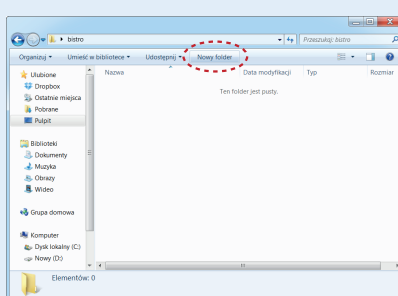 bistro
Przeszukaj: bistro
Organizuj Umieść w bibliotece Udostępnij Nowy folder
Nazwa Data modyfikacji Typ Rozmiar
Ten folder jest pusty.
Ulubione
Dropbox
Ostatnie miejsca
Pobrane
Pulpit
Biblioteki
Dokumenty
Muzyka
Obrazy
Wideo
Grupa domowa
Komputer
Dysk lokalny (C:)
Nowy (D:)
Elementów: 0